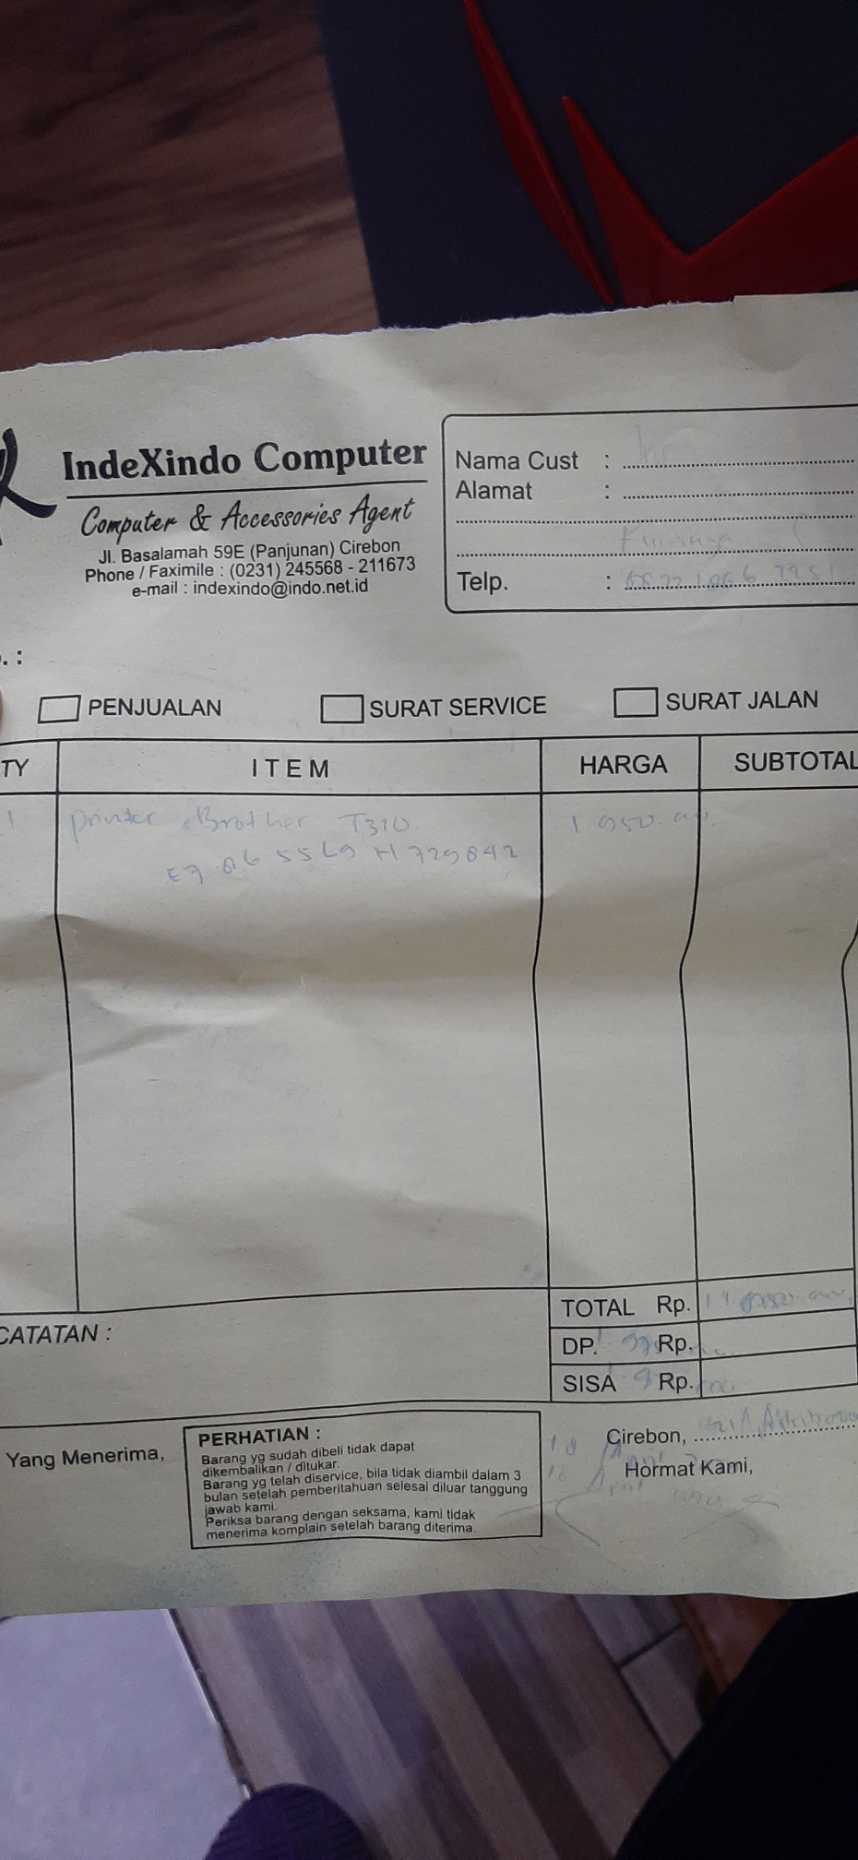 IndeXindo Computer
Computer & Accessories Agent
Jl. Basalamah 59E (Panjunan) Cirebon
Phone / Faximile : (0231) 245568 - 211673
e-mail : indexindo@indo.net.id
Nama Cust :
Alamat :
Telp. :
. :
PENJUALAN SURAT SERVICE SURAT JALAN
TY ITEM HARGA SUBTOTAL
1 Printer Brother T310
TOTAL Rp.
CATATAN :
DP. Rp.
SISA Rp.
Yang Menerima,
PERHATIAN :
Barang yg sudah dibeli tidak dapat
dikembalikan / ditukar.
Barang yg telah diservice, bila tidak diambil dalam 3
bulan setelah pemberitahuan selesai diluar tanggung
jawab kami.
Periksa barang dengan seksama, kami tidak
menerima komplain setelah barang diterima.
Cirebon,
Hormat Kami,